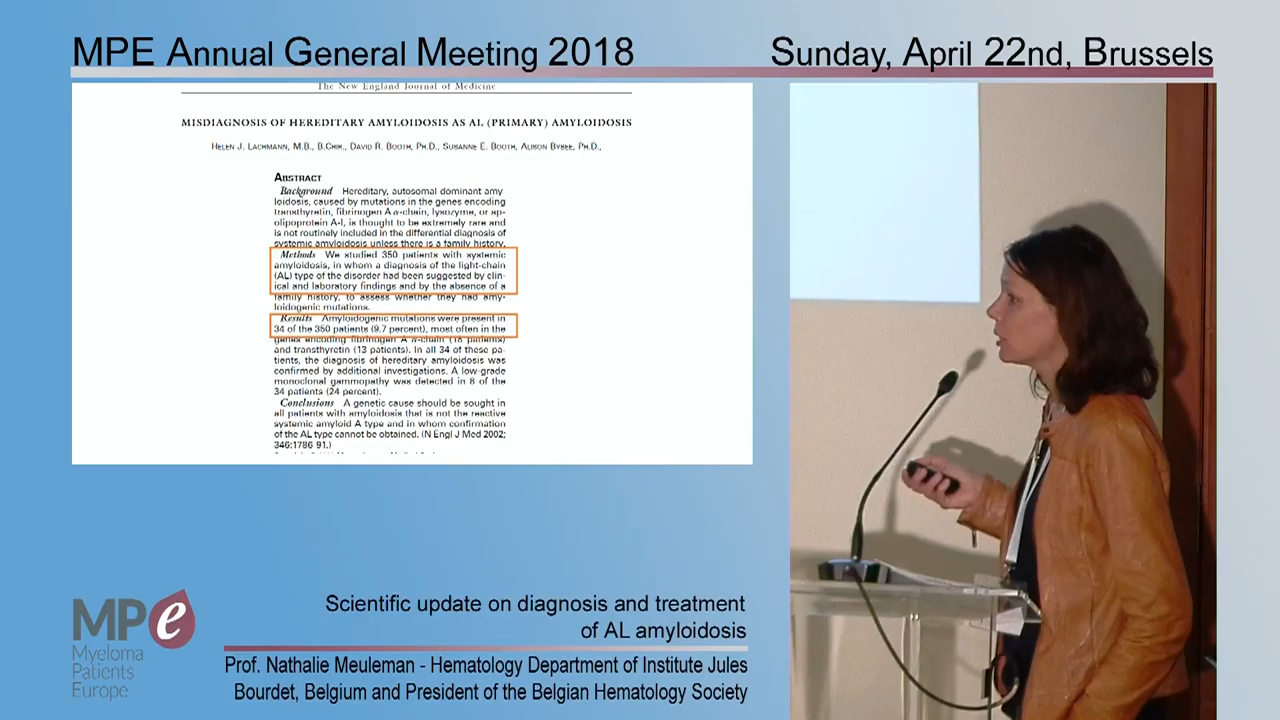 MPE Annual General Meeting 2018
Sunday, April 22nd, Brussels
The New England Journal of Medicine
MISDIAGNOSIS OF HEREDITARY AMYLOIDOSIS AS AL (PRIMARY) AMYLOIDOSIS
HELEN J. LACHMANN, M.B., B.CHIR., DAVID R. BOOTH, PH.D., SUSANNE E. BOOTH, ALISON BYBEE, PH.D.,
ABSTRACT
Background Hereditary, autosomal dominant amy-
loidosis, caused by mutations in the genes encoding
transthyretin, fibrinogen A α-chain, lysozyme, or ap-
olipoprotein A-I, is thought to be extremely rare and
is not routinely included in the differential diagnosis of
systemic amyloidosis unless there is a family history.
Methods We studied 350 patients with systemic
amyloidosis, in whom a diagnosis of the light-chain
(AL) type of the disorder had been suggested by clin-
ical and laboratory findings and by the absence of a
family history, to assess whether they had amy-
loidogenic mutations.
Results Amyloidogenic mutations were present in
34 of the 350 patients (9.7 percent), most often in the
genes encoding fibrinogen A α-chain (18 patients)
and transthyretin (13 patients). In all 34 of these pa-
tients, the diagnosis of hereditary amyloidosis was
confirmed by additional investigations. A low-grade
monoclonal gammopathy was detected in 8 of the
34 patients (24 percent).
Conclusions A genetic cause should be sought in
all patients with amyloidosis that is not the reactive
systemic amyloid A type and in whom confirmation
of the AL type cannot be obtained. (N Engl J Med 2002;
346:1786-91.)
Scientific update on diagnosis and treatment
of AL amyloidosis
MPe
Myeloma
Patients
Europe
Prof. Nathalie Meuleman - Hematology Department of Institute Jules
Bourdet, Belgium and President of the Belgian Hematology Society